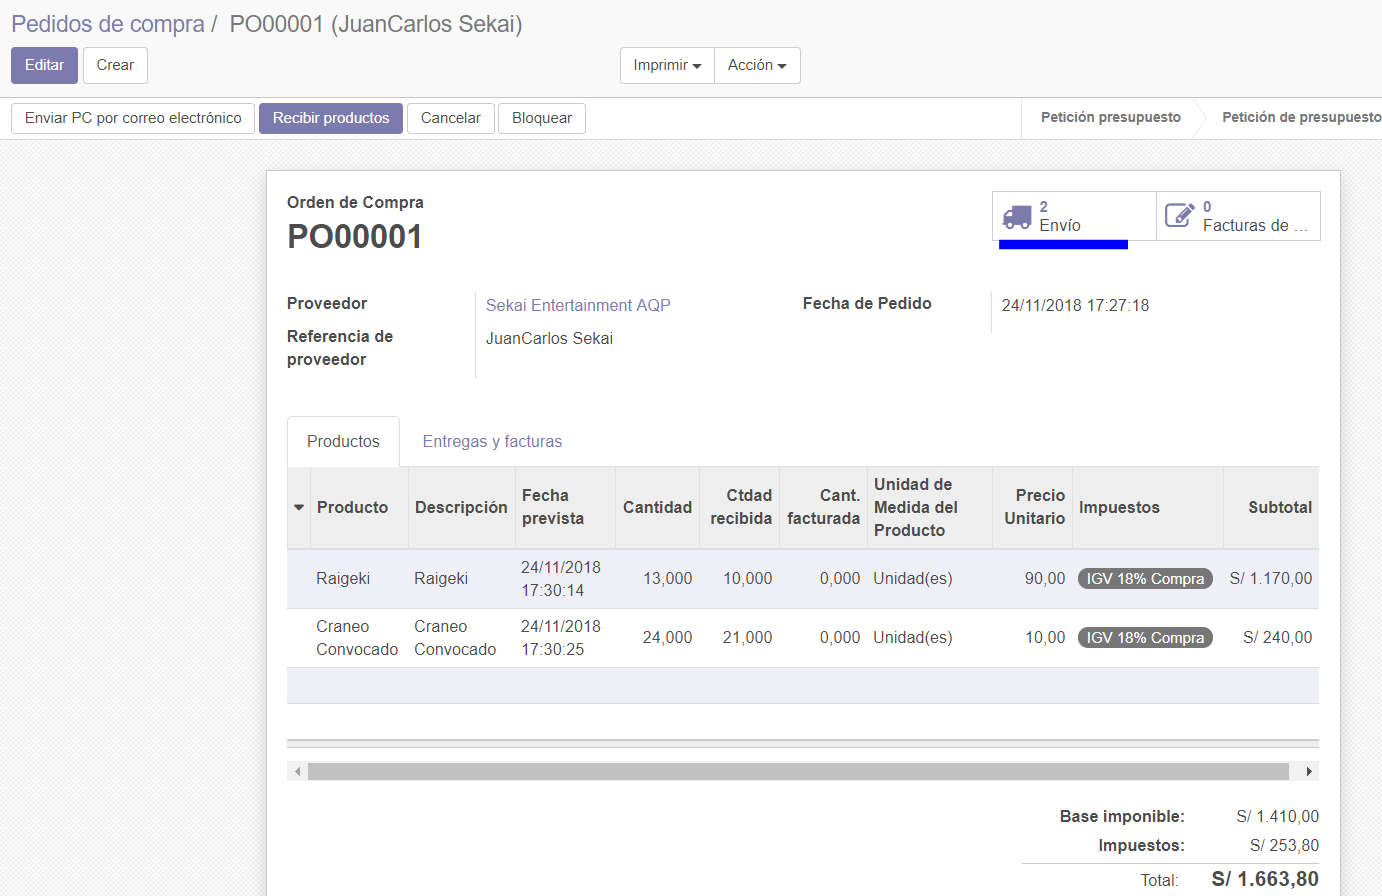 Pedidos de compra / PO00001 (JuanCarlos Sekai)
Editar Crear Imprimir Acción
Enviar PC por correo electrónico Recibir productos Cancelar Bloquear Petición presupuesto Petición de presupuesto
Orden de Compra
PO00001
2
Envío
0
Facturas de ...
Proveedor Sekai Entertainment AQP Fecha de Pedido 24/11/2018 17:27:18
Referencia de
proveedor JuanCarlos Sekai
Productos Entregas y facturas
Producto Descripción Fecha
prevista Cantidad Ctdad
recibida Cant.
facturada Unidad de
Medida del
Producto Precio
Unitario Impuestos Subtotal
Raigeki Raigeki 24/11/2018
17:30:14 13,000 10,000 0,000 Unidad(es) 90,00 IGV 18% Compra S/ 1.170,00
Craneo
Convocado Craneo
Convocado 24/11/2018
17:30:25 24,000 21,000 0,000 Unidad(es) 10,00 IGV 18% Compra S/ 240,00
Base imponible: S/ 1.410,00
Impuestos: S/ 253,80
Total: S/ 1.663,80